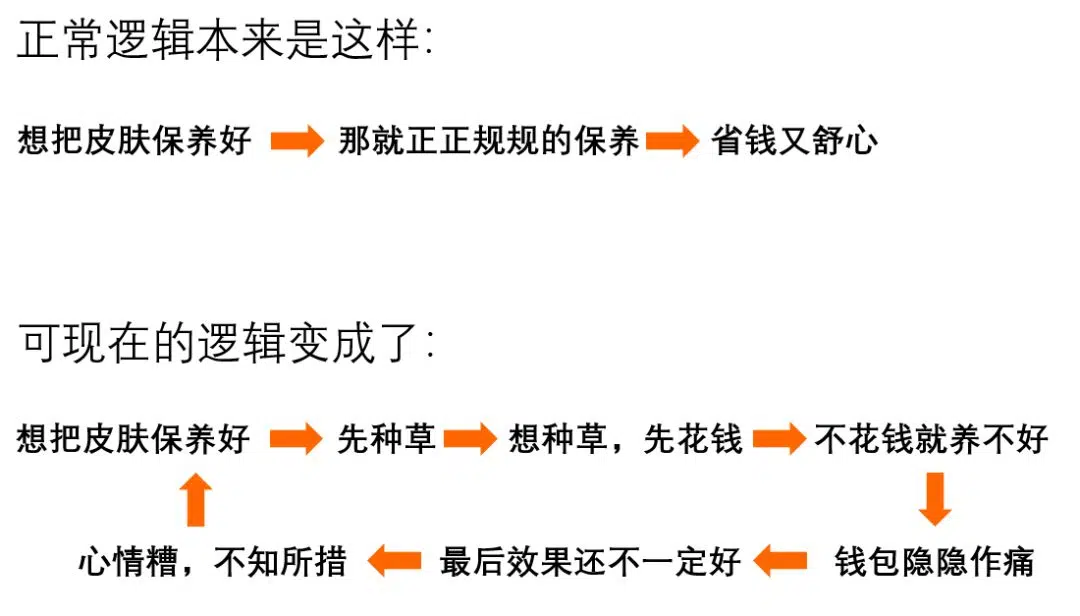 正常逻辑本来是这样：
想把皮肤保养好 那就正正规规的保养 省钱又舒心
可现在的逻辑变成了：
想把皮肤保养好 先种草 想种草，先花钱 不花钱就养不好
心情糟，不知所措 最后效果还不一定好 钱包隐隐作痛